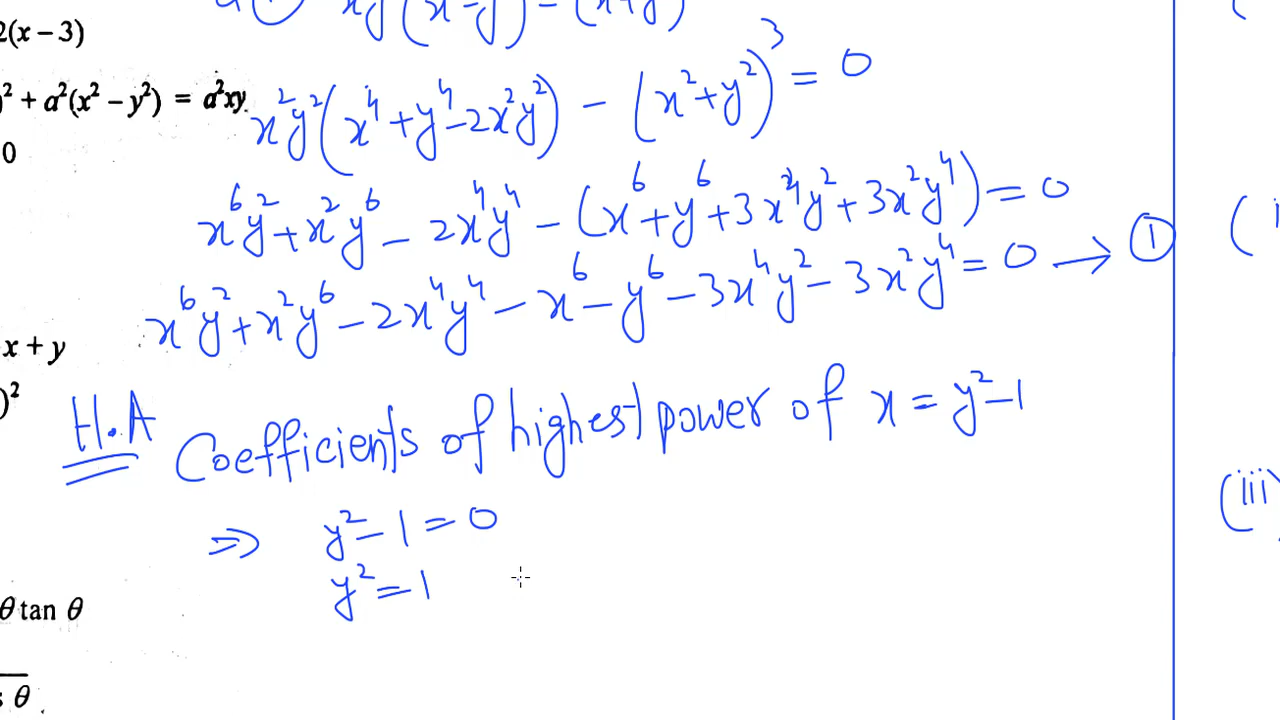 2(x – 3)
x²y²(x⁴+y⁴-2x²y²) - (x²+y²)³ = 0
)² + a²(x² – y²) = a²xy
0
x⁶y²+x²y⁶ - 2x⁴y⁴ - (x⁶+y⁶+3x⁴y²+3x²y⁴) = 0
x⁶y²+x²y⁶ - 2x⁴y⁴ - x⁶ - y⁶ - 3x⁴y² - 3x²y⁴ = 0 → ①
x + y
)²
H.A Coefficients of highest power of x = y²-1
(iii)
⇒ y²-1 = 0
y² = 1
θ tan θ
θ